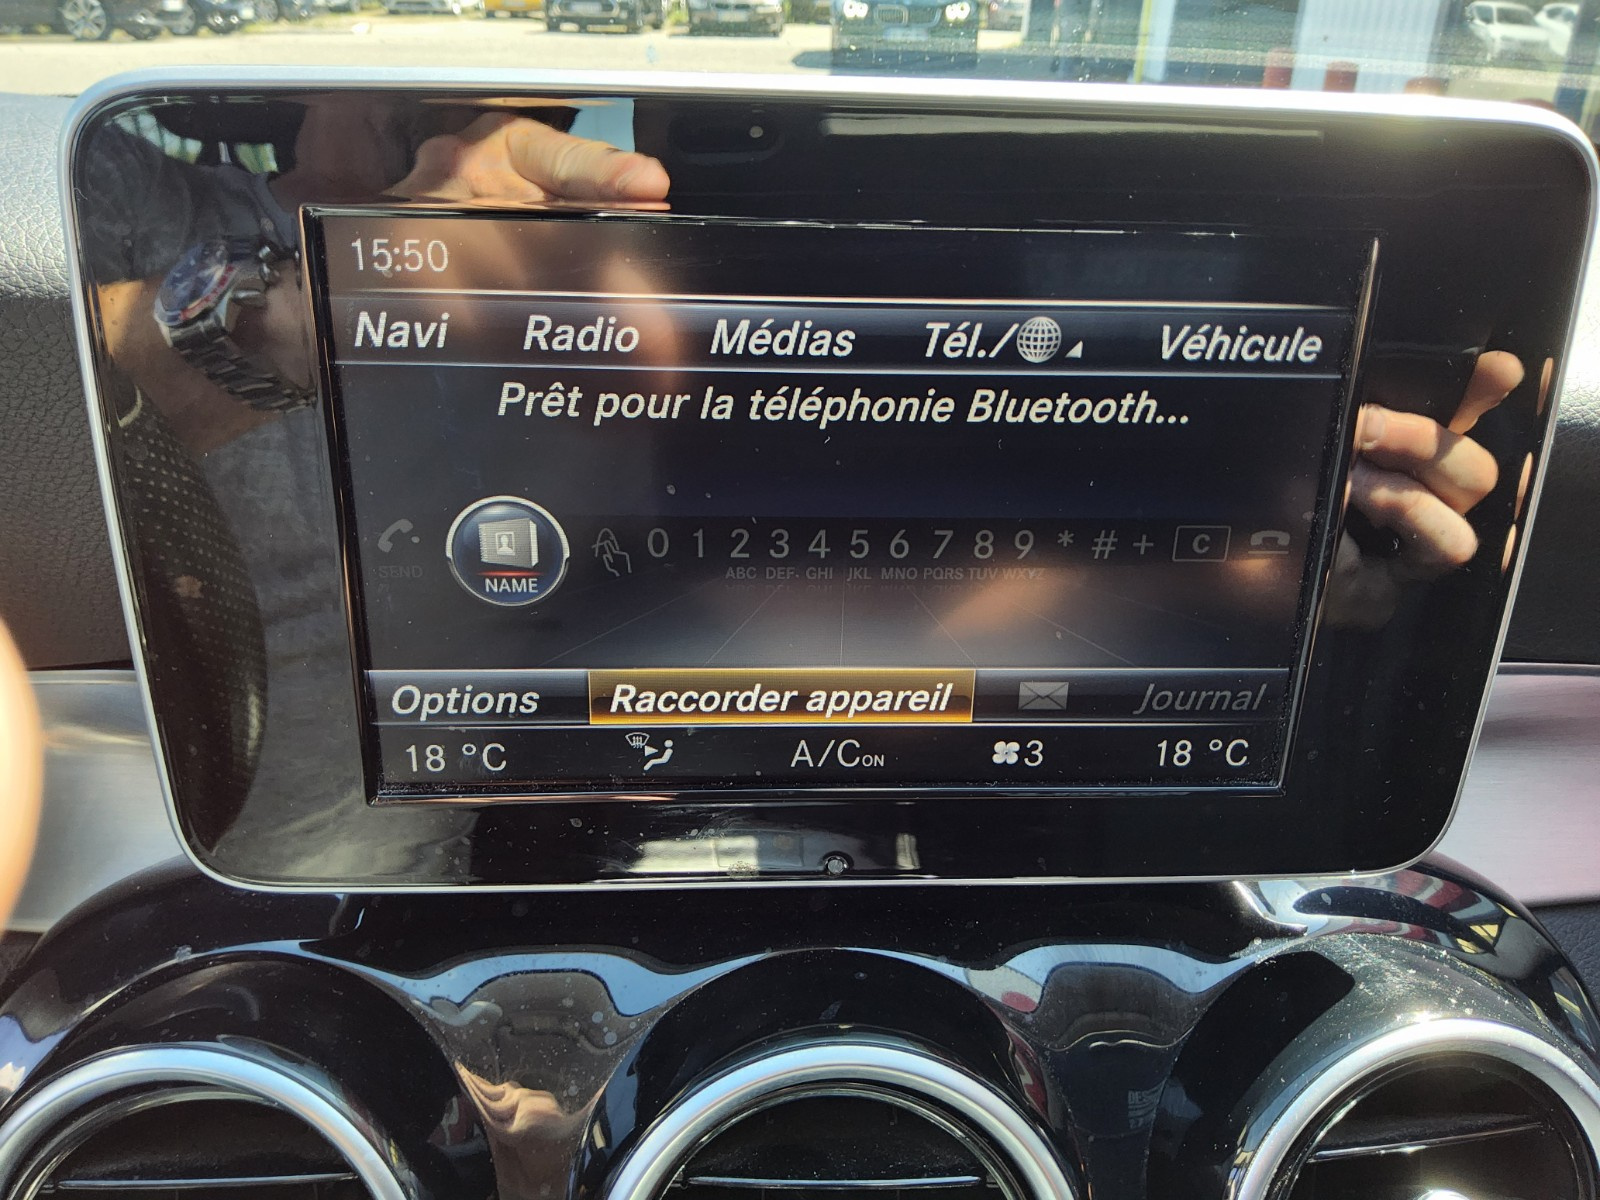 15:50
Navi Radio Médias Tél./ Véhicule
Prêt pour la téléphonie Bluetooth...
SEND NAME 0 1 2 3 4 5 6 7 8 9 * # + C
ABC DEF GHI JKL MNO PQRS TUV WXYZ
Options Raccorder appareil Journal
18 °C A/C ON 3 18 °C